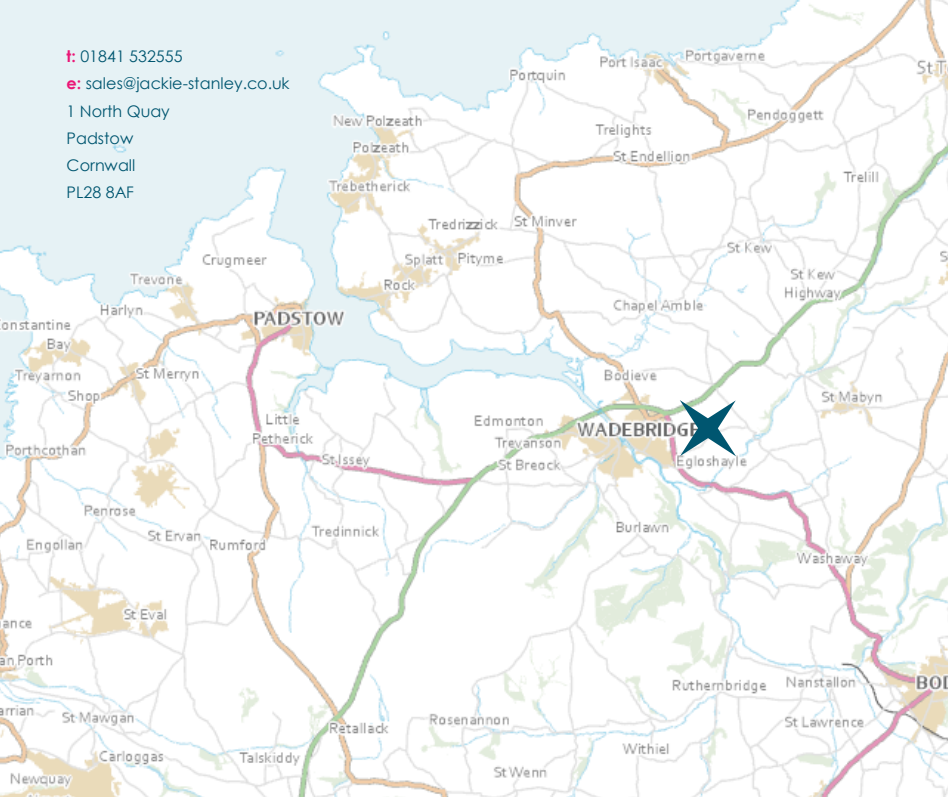 t: 01841 532555
e: sales@jackie-stanley.co.uk
1 North Quay
Padstow
Cornwall
PL28 8AF
Portquin
Port Isaac
Portgaverne
St T
New Polzeath
Polzeath
Trelights
Pendoggett
St Endellion
Trebetherick
Trelill
Tredrizzick
St Minver
Crugmeer
Splatt
Pityme
St Kew
Trevone
Rock
St Kew
Highway
Harlyn
Chapel Amble
PADSTOW
onstantine
Bay
Treyarnon
St Merryn
Bodieve
Shop
St Mabyn
Little
Petherick
Edmonton
WADEBRIDGE
Trevanson
Porthcothan
St Issey
St Breock
Egloshayle
Penrose
St Ervan
Rumford
Tredinnick
Burlawn
Engollan
Washaway
St Eval
ance
an Porth
Ruthernbridge
Nanstallon
BOD
arrian
St Mawgan
Retallack
Rosenannon
St Lawrence
Carloggas
Talskiddy
Withiel
Newquay
St Wenn